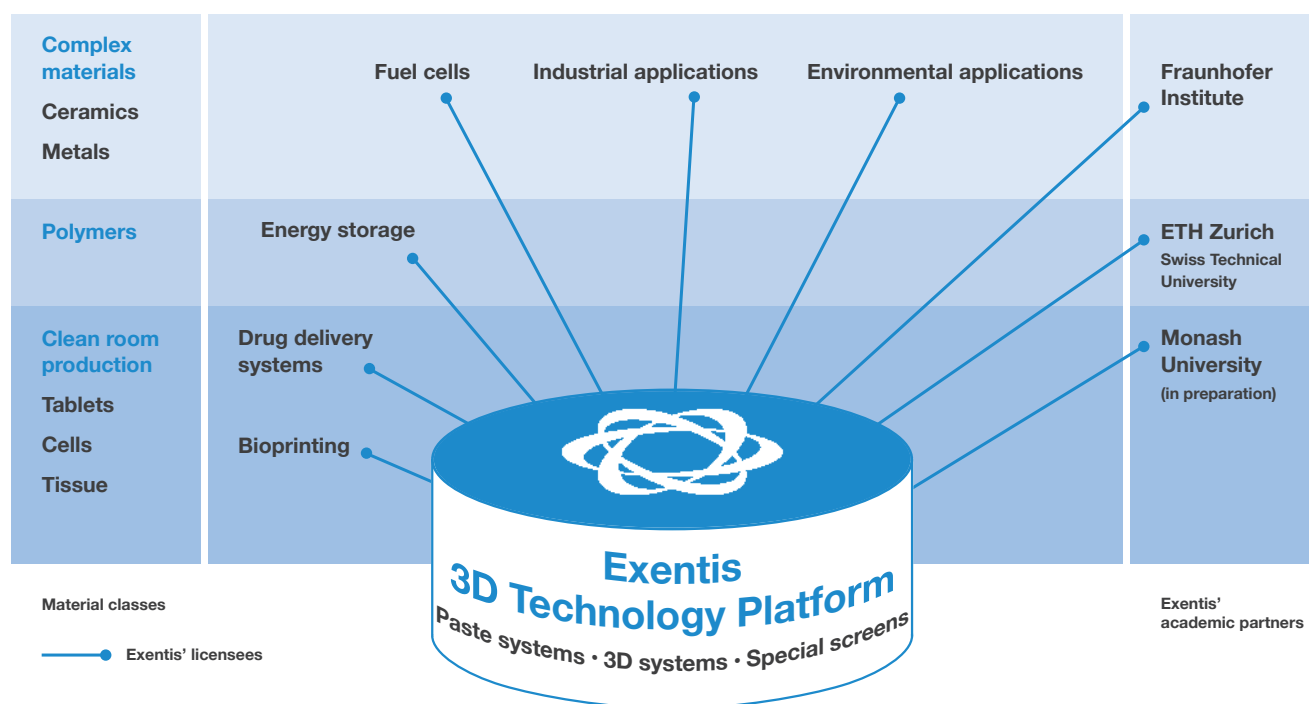 Complex
materials
Ceramics
Metals
Fuel cells
Industrial applications
Environmental applications
Fraunhofer
Institute
Polymers
Energy storage
ETH Zurich
Swiss Technical
University
Clean room
production
Tablets
Cells
Tissue
Drug delivery
systems
Bioprinting
Monash
University
(in preparation)
Exentis
3D Technology Platform
Paste systems · 3D systems · Special screens
Material classes
Exentis' licensees
Exentis'
academic partners